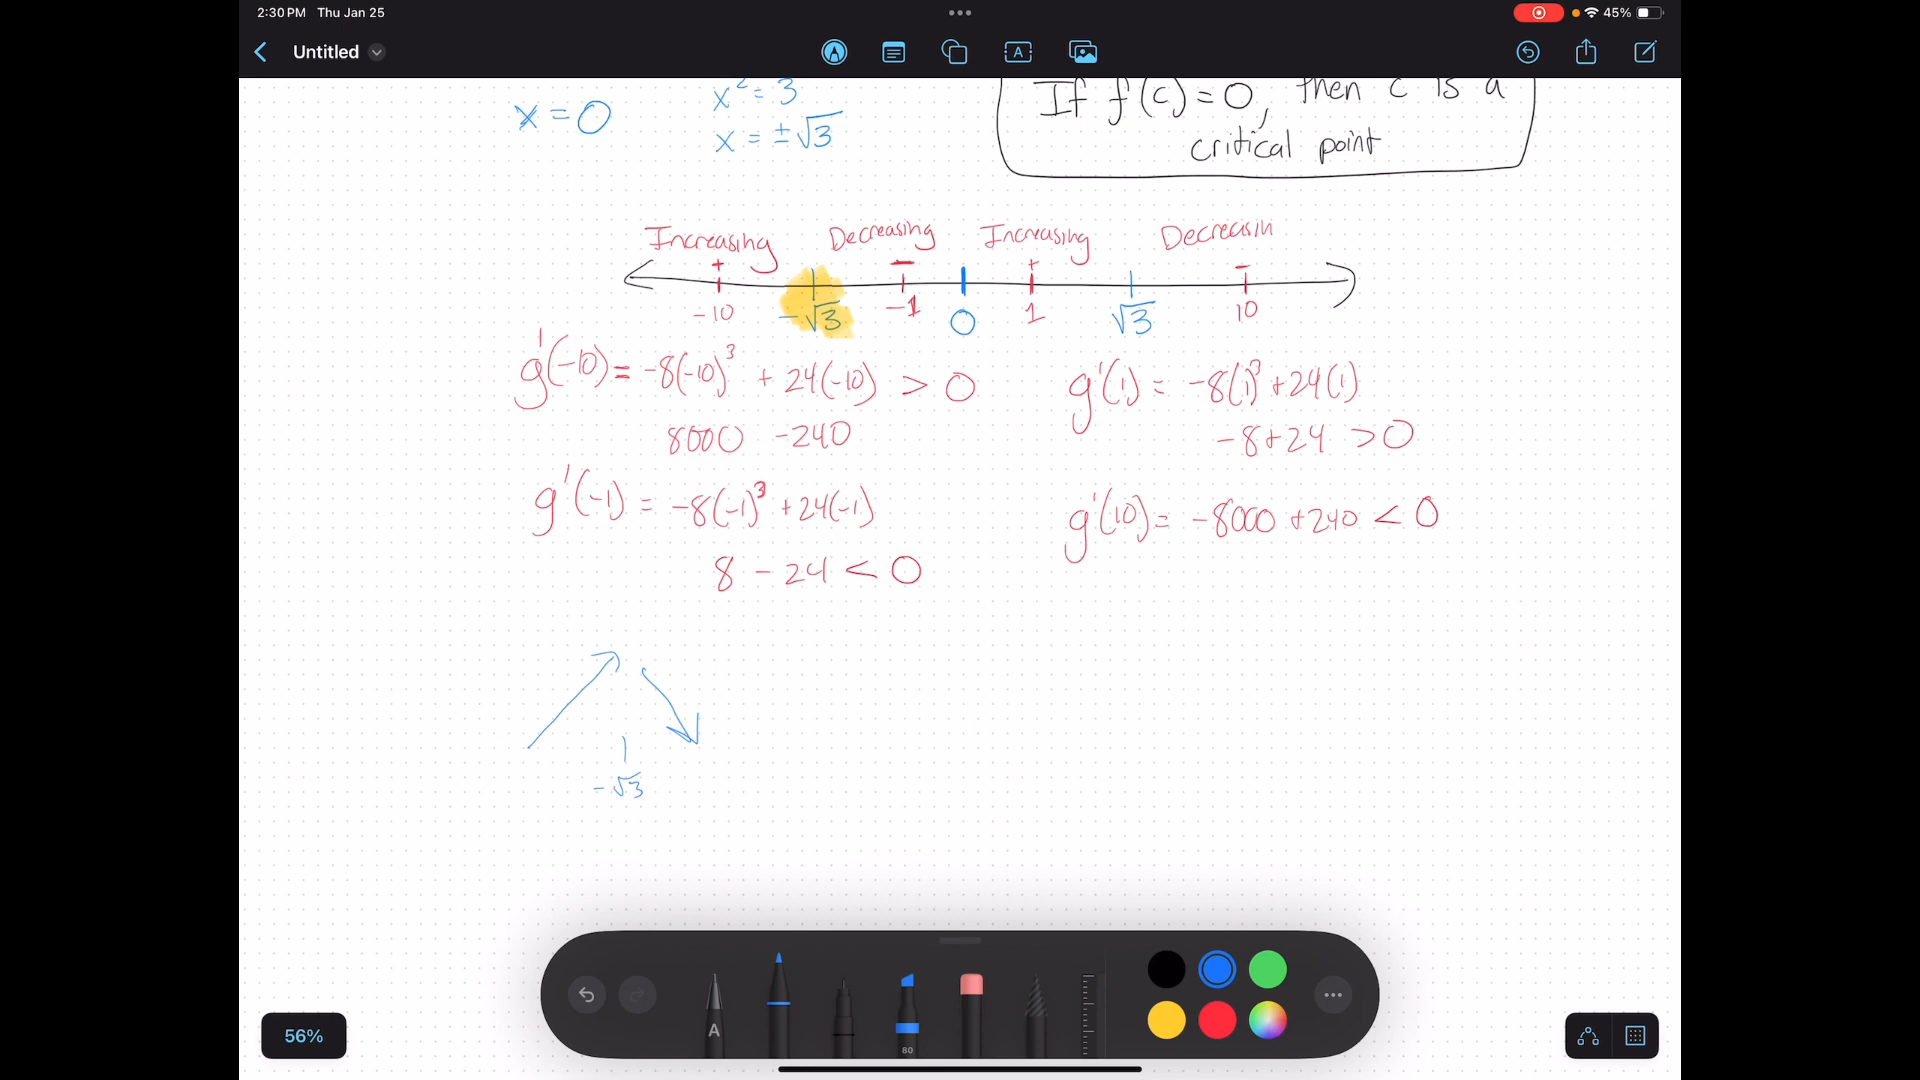 2:30 PM Thu Jan 25
45%
Untitled
A
x = 0
x² = 3
x = ±√3
If f'(c) = 0, then c is a
critical point
Increasing Decreasing Increasing Decreasin
+ − + −
-10 -√3 -1 0 1 √3 10
g'(-10) = -8(-10)³ + 24(-10) > 0
8000 -240
g'(-1) = -8(-1)³ + 24(-1)
8 - 24 < 0
g'(1) = -8(1)³ + 24(1)
-8 + 24 > 0
g'(10) = -8000 + 240 < 0
-√3
A
80
56%